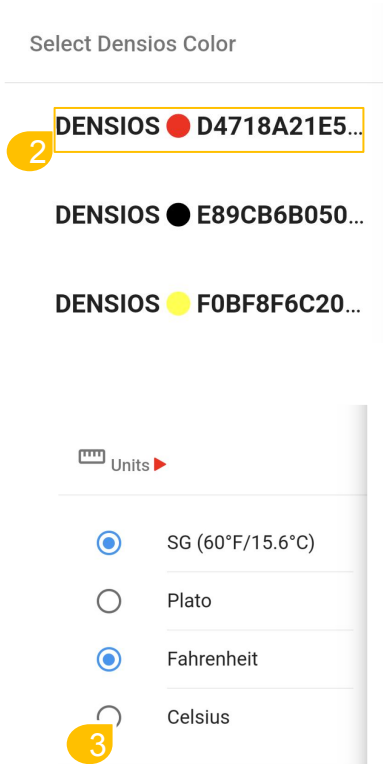 Select Densios Color
DENSIOS D4718A21E5...
2
DENSIOS E89CB6B050...
DENSIOS F0BF8F6C20...
Units
SG (60°F/15.6°C)
Plato
Fahrenheit
Celsius
3